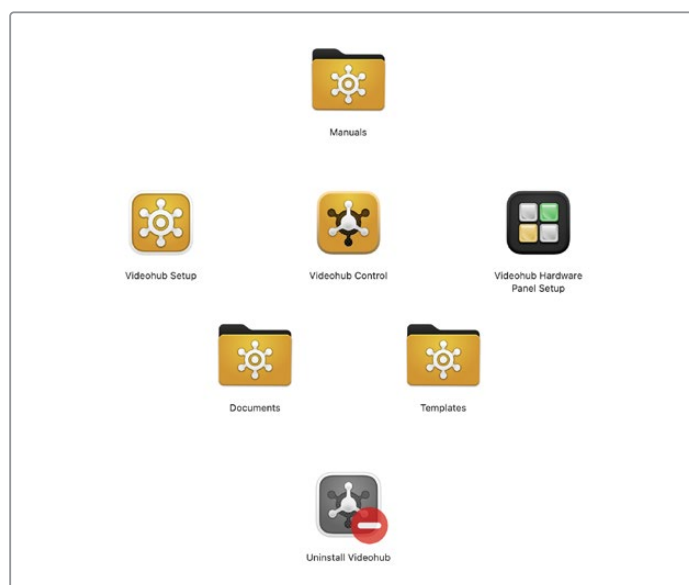 Manuals
Videohub Setup
Videohub Control
Videohub Hardware
Panel Setup
Documents
Templates
Uninstall Videohub